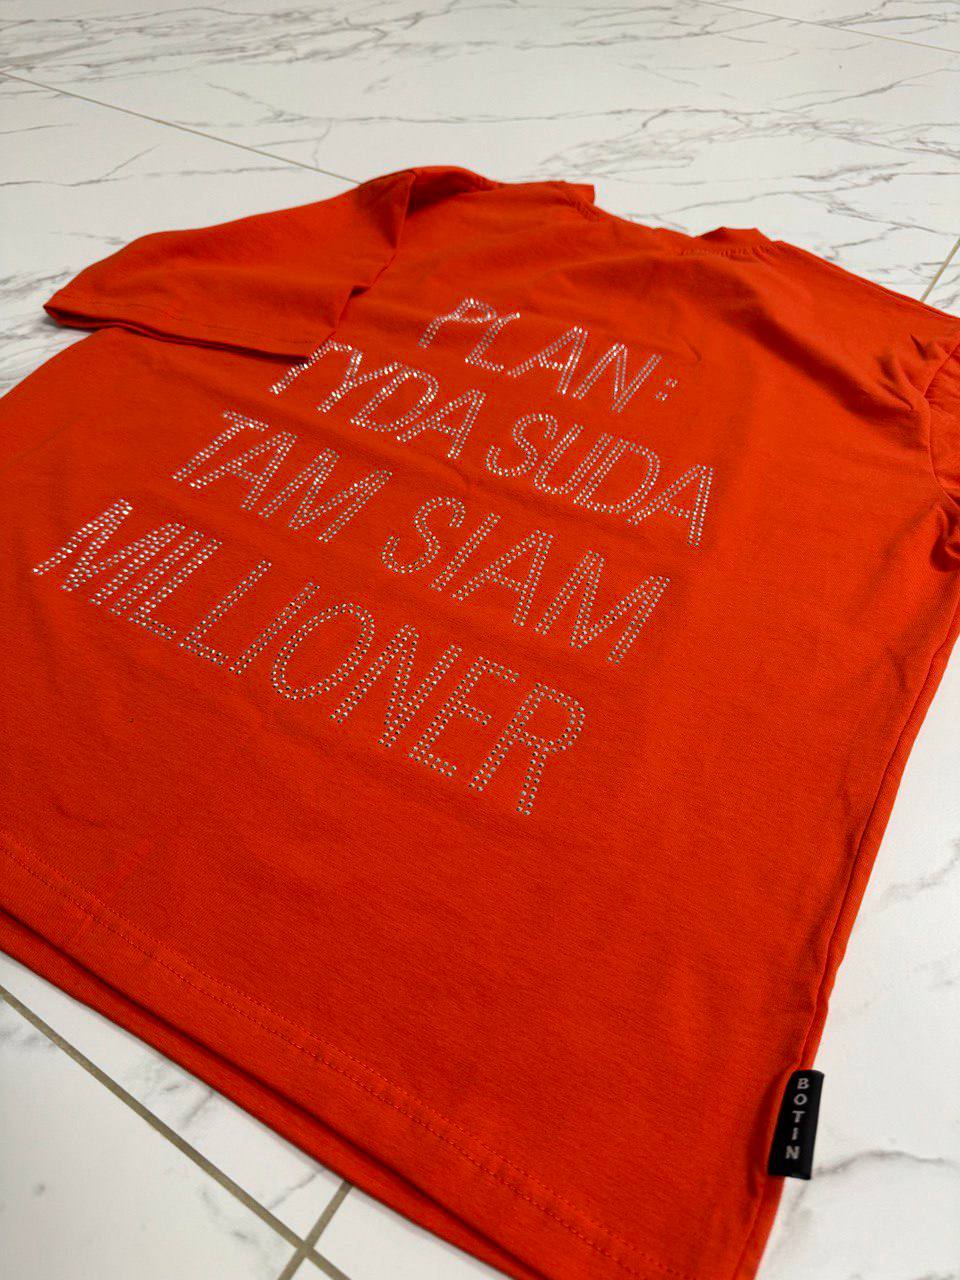 PLAN:
TYDA SUDA
TAM SIAM
MILLIONER
BOTIN